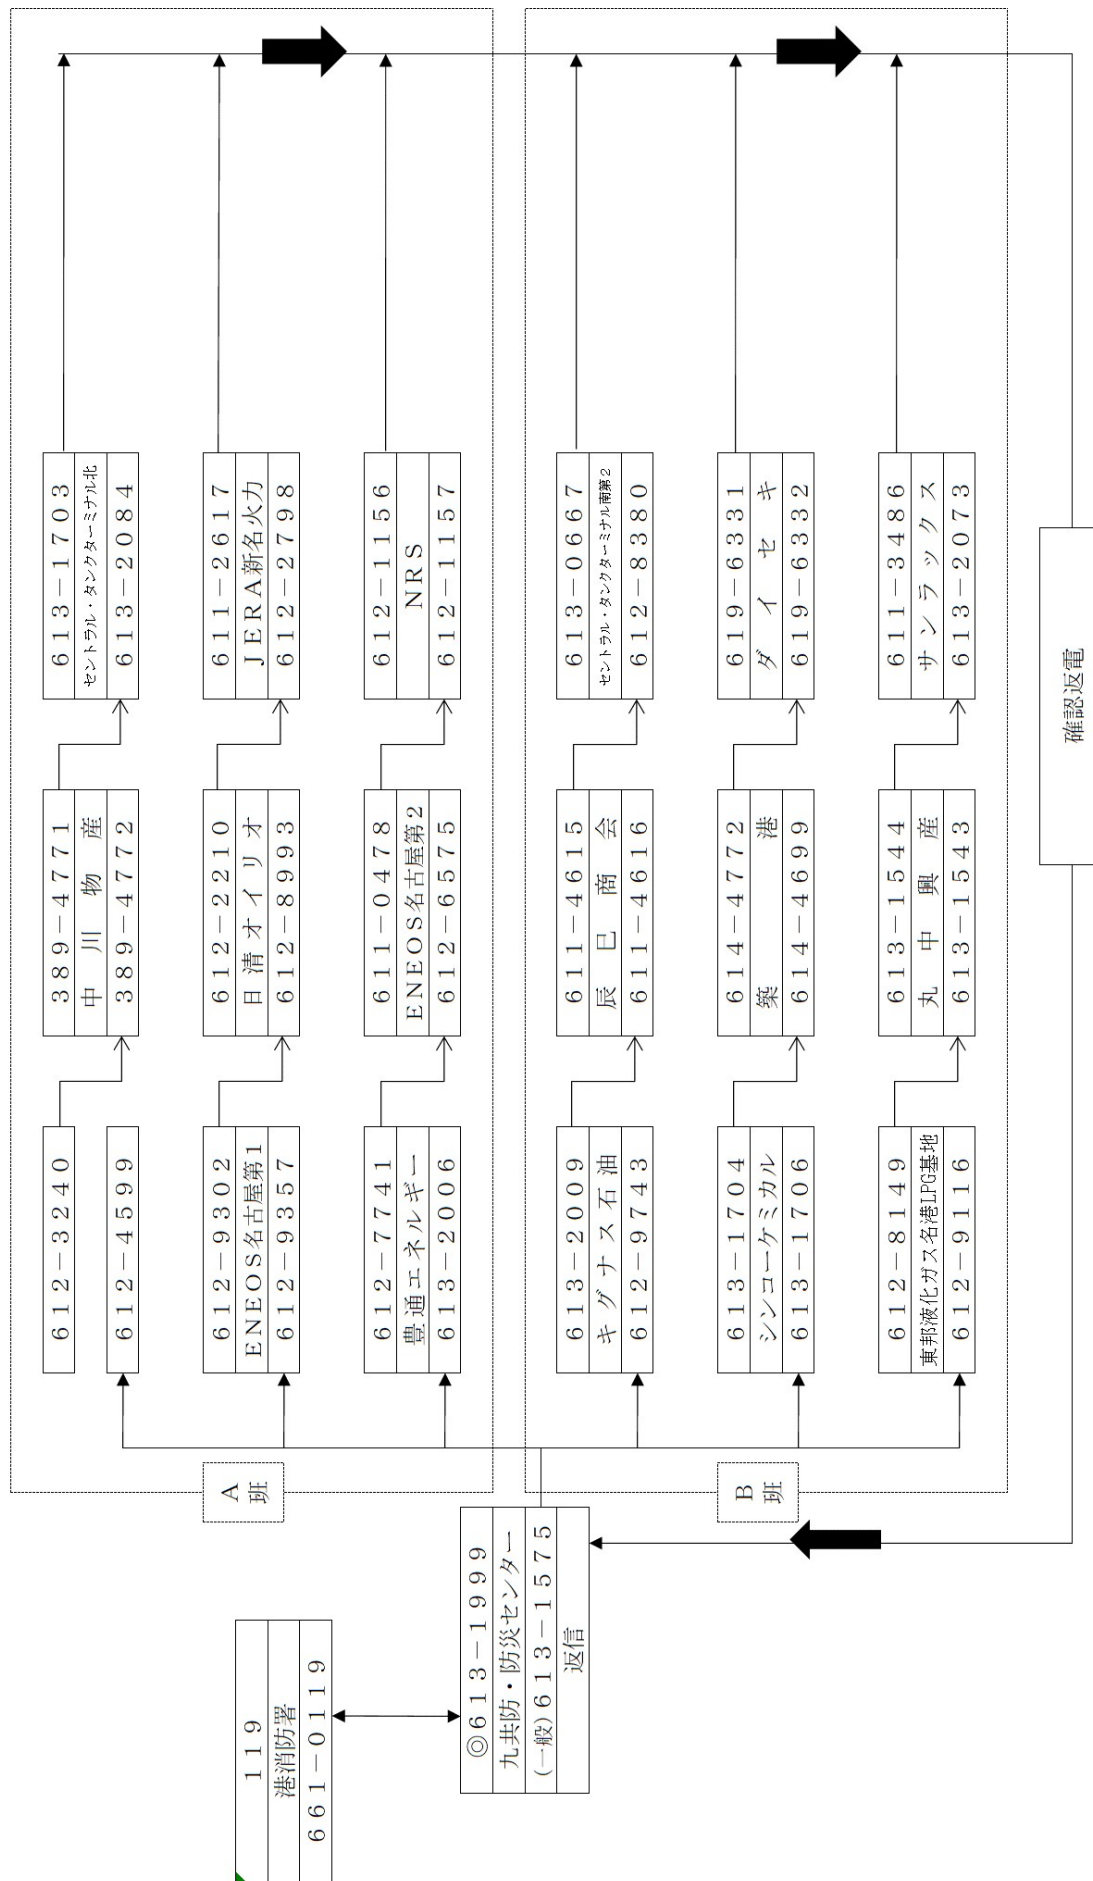 119
港消防署
661-0119
◎613-1999
九共防・防災センター
(一般)613-1575
返信
A班
612-3240
612-4599
389-4771
中川物産
389-4772
613-1703
セントラル・タンクターミナル北
613-2084
612-9302
ENEOS名古屋第1
612-9357
612-2210
日清オイリオ
612-8993
611-2617
JERA新名火力
612-2798
612-7741
豊通エネルギー
613-2006
611-0478
ENEOS名古屋第2
612-6575
612-1156
NRS
612-1157
B班
613-2009
キグナス石油
612-9743
611-4615
辰巳商会
611-4616
613-0667
セントラル・タンクターミナル南第2
612-8380
613-1704
シンコーケミカル
613-1706
614-4772
築港
614-4699
619-6331
ダイセキ
619-6332
612-8149
東邦液化ガス名港LPG基地
612-9116
613-1544
丸中興産
613-1543
611-3486
サンラックス
613-2073
確認返電